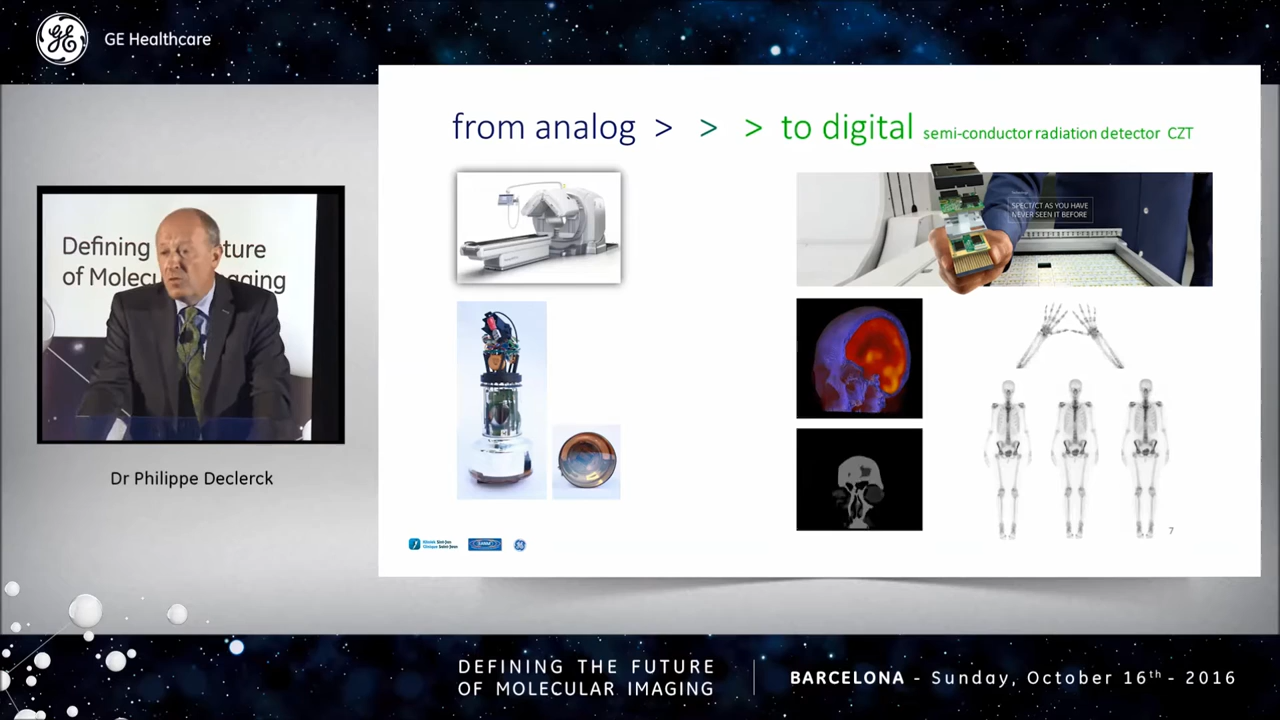 GE Healthcare
from analog > > > to digital semi-conductor radiation detector CZT
SPECT/CT AS YOU HAVE
NEVER SEEN IT BEFORE
Defining ture
of Molecu aging
Dr Philippe Declerck
7
DEFINING THE FUTURE
OF MOLECULAR IMAGING
BARCELONA - Sunday, October 16th - 2016